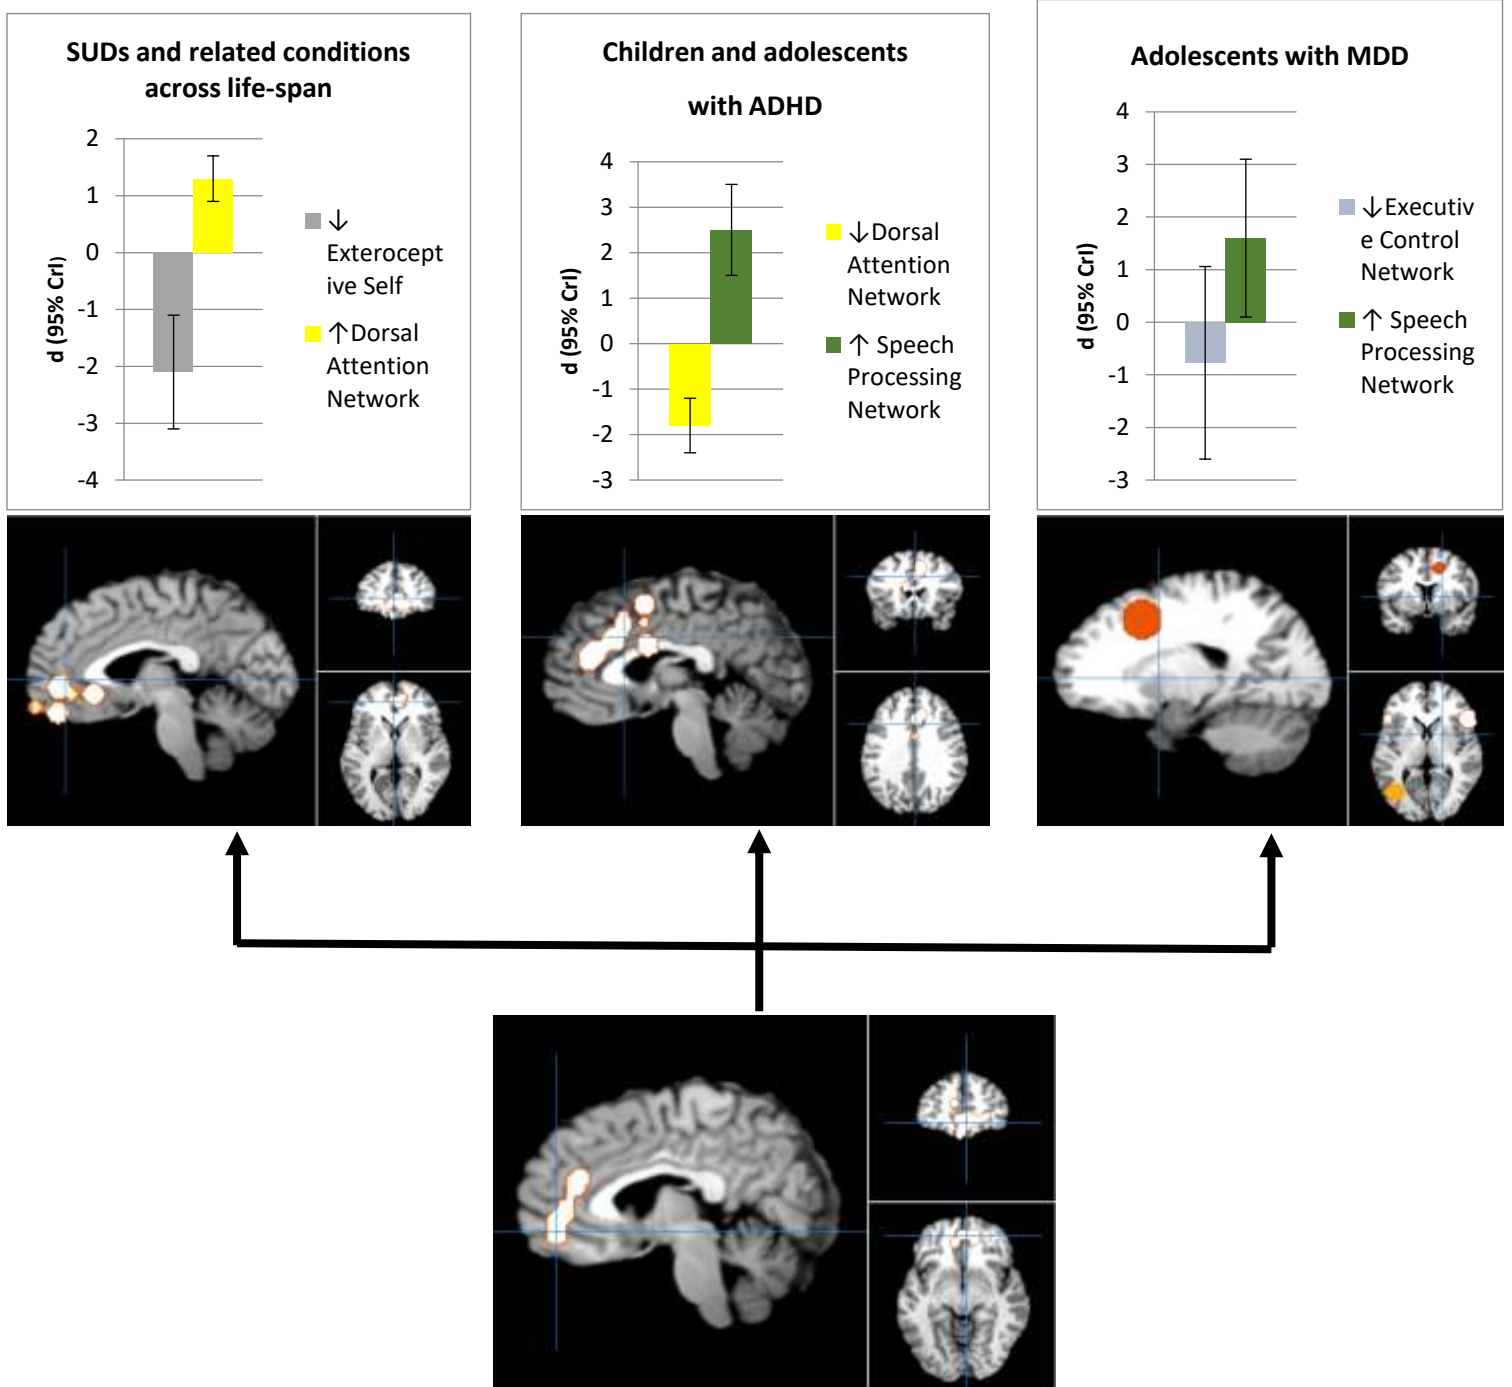 SUDs and related conditions
across life-span
2
1
0
-1
-2
-3
-4
d (95% CrI)
↓
Exterocept
ive Self
↑Dorsal
Attention
Network
Children and adolescents
with ADHD
4
3
2
1
0
-1
-2
-3
d (95% CrI)
↓Dorsal
Attention
Network
↑ Speech
Processing
Network
Adolescents with MDD
4
3
2
1
0
-1
-2
-3
d (95% CrI)
↓Executiv
e Control
Network
↑ Speech
Processing
Network